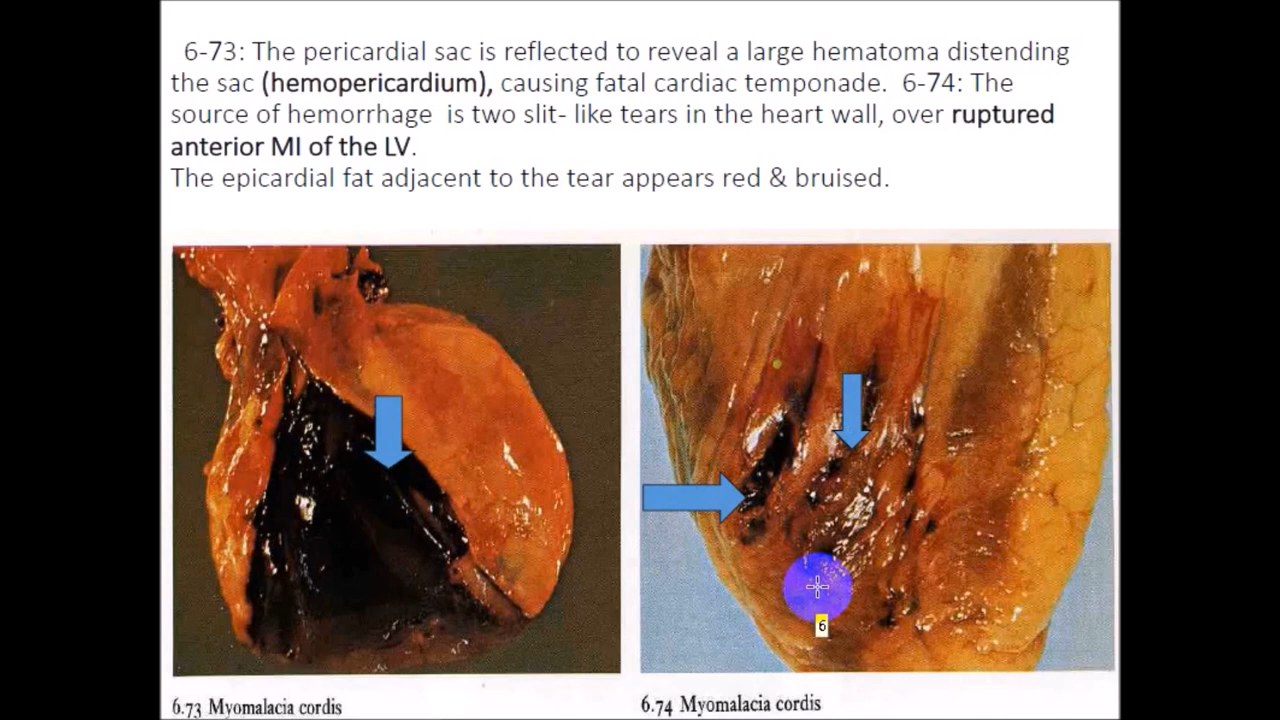 6-73: The pericardial sac is reflected to reveal a large hematoma distending
the sac (hemopericardium), causing fatal cardiac temponade. 6-74: The
source of hemorrhage is two slit- like tears in the heart wall, over ruptured
anterior MI of the LV.
The epicardial fat adjacent to the tear appears red & bruised.
6
6.73 Myomalacia cordis
6.74 Myomalacia cordis